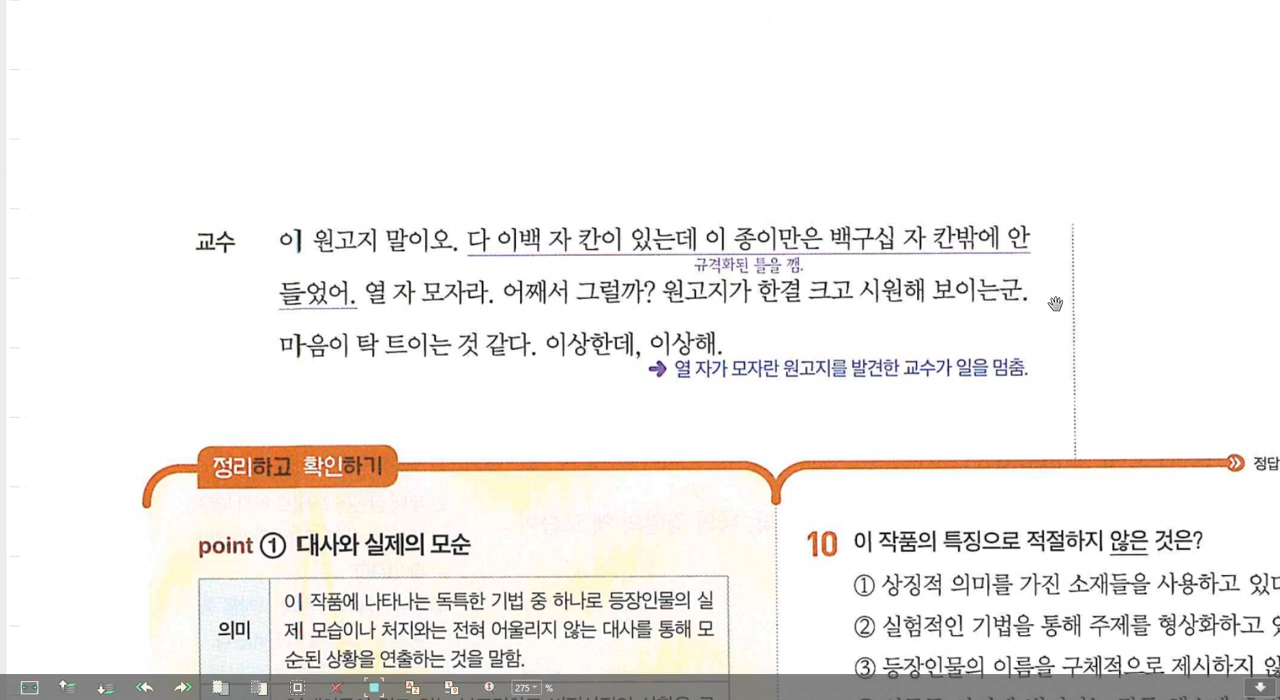 교수 이 원고지 말이오. 다 이백 자 칸이 있는데 이 종이만은 백구십 자 칸밖에 안
규격화된 틀을 깸.
들었어. 열 자 모자라. 어째서 그럴까? 원고지가 한결 크고 시원해 보이는군.
마음이 탁 트이는 것 같다. 이상한데, 이상해.
➔ 열 자가 모자란 원고지를 발견한 교수가 일을 멈춤.
정리하고 확인하기
정답
point ① 대사와 실제의 모순
의미
이 작품에 나타나는 독특한 기법 중 하나로 등장인물의 실
제 모습이나 처지와는 전혀 어울리지 않는 대사를 통해 모
순된 상황을 연출하는 것을 말함.
10 이 작품의 특징으로 적절하지 않은 것은?
① 상징적 의미를 가진 소재들을 사용하고
② 실험적인 기법을 통해 주제를 형상화하고
③ 등장인물의 이름을 구체적으로 제시하지
275 %